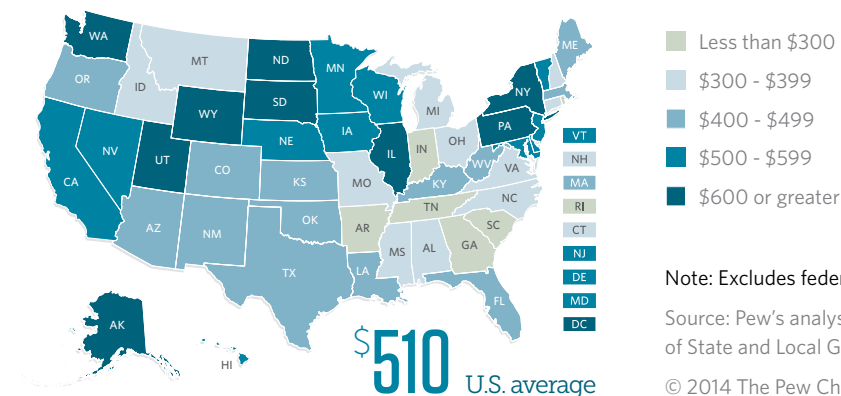 WA
MT
ND
MN
ME
OR
ID
SD
WI
NY
WY
MI
PA
NV
UT
NE
IA
IL
IN
OH
VT
CO
NH
CA
KS
MO
KY
WV
VA
MA
NC
RI
AZ
NM
OK
AR
TN
SC
CT
TX
MS
AL
GA
NJ
LA
DE
FL
MD
AK
DC
HI
$510 U.S. average
Less than $300
$300 - $399
$400 - $499
$500 - $599
$600 or greater
Note: Excludes feder
Source: Pew's analys
of State and Local G
© 2014 The Pew Ch